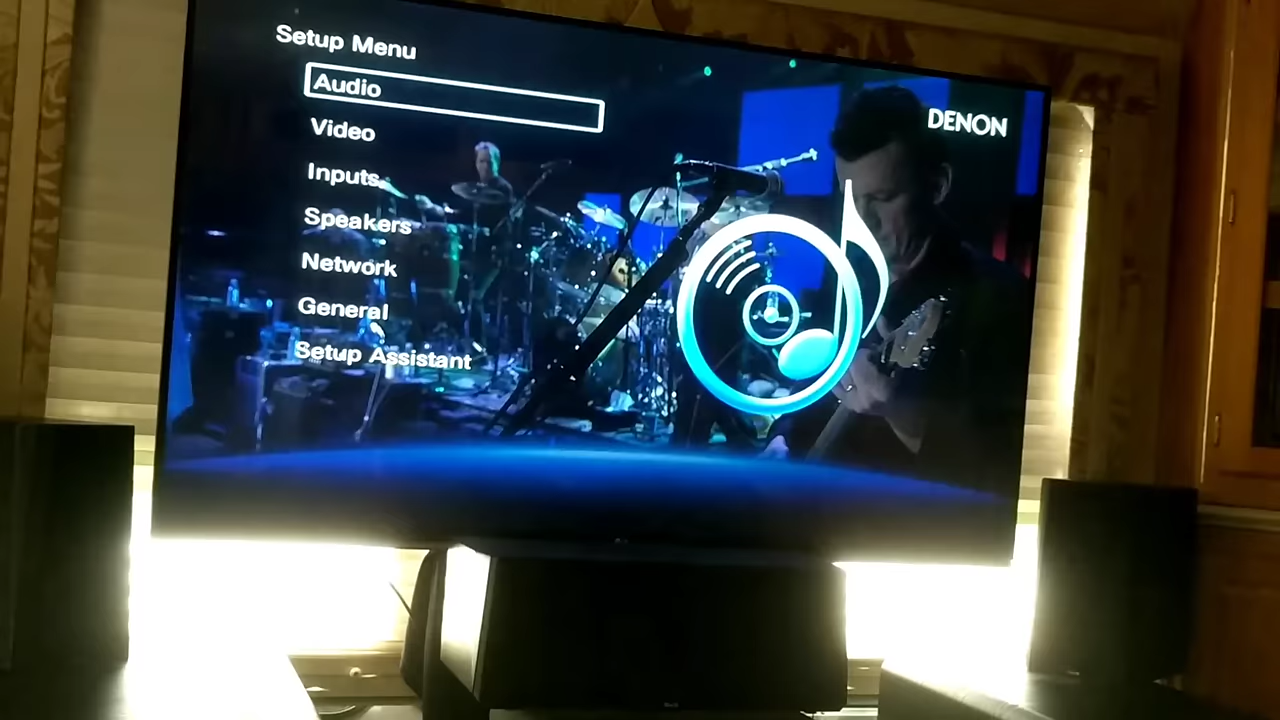 Setup Menu
Audio
DENON
Video
Inputs
Speakers
Network
General
Setup Assistant